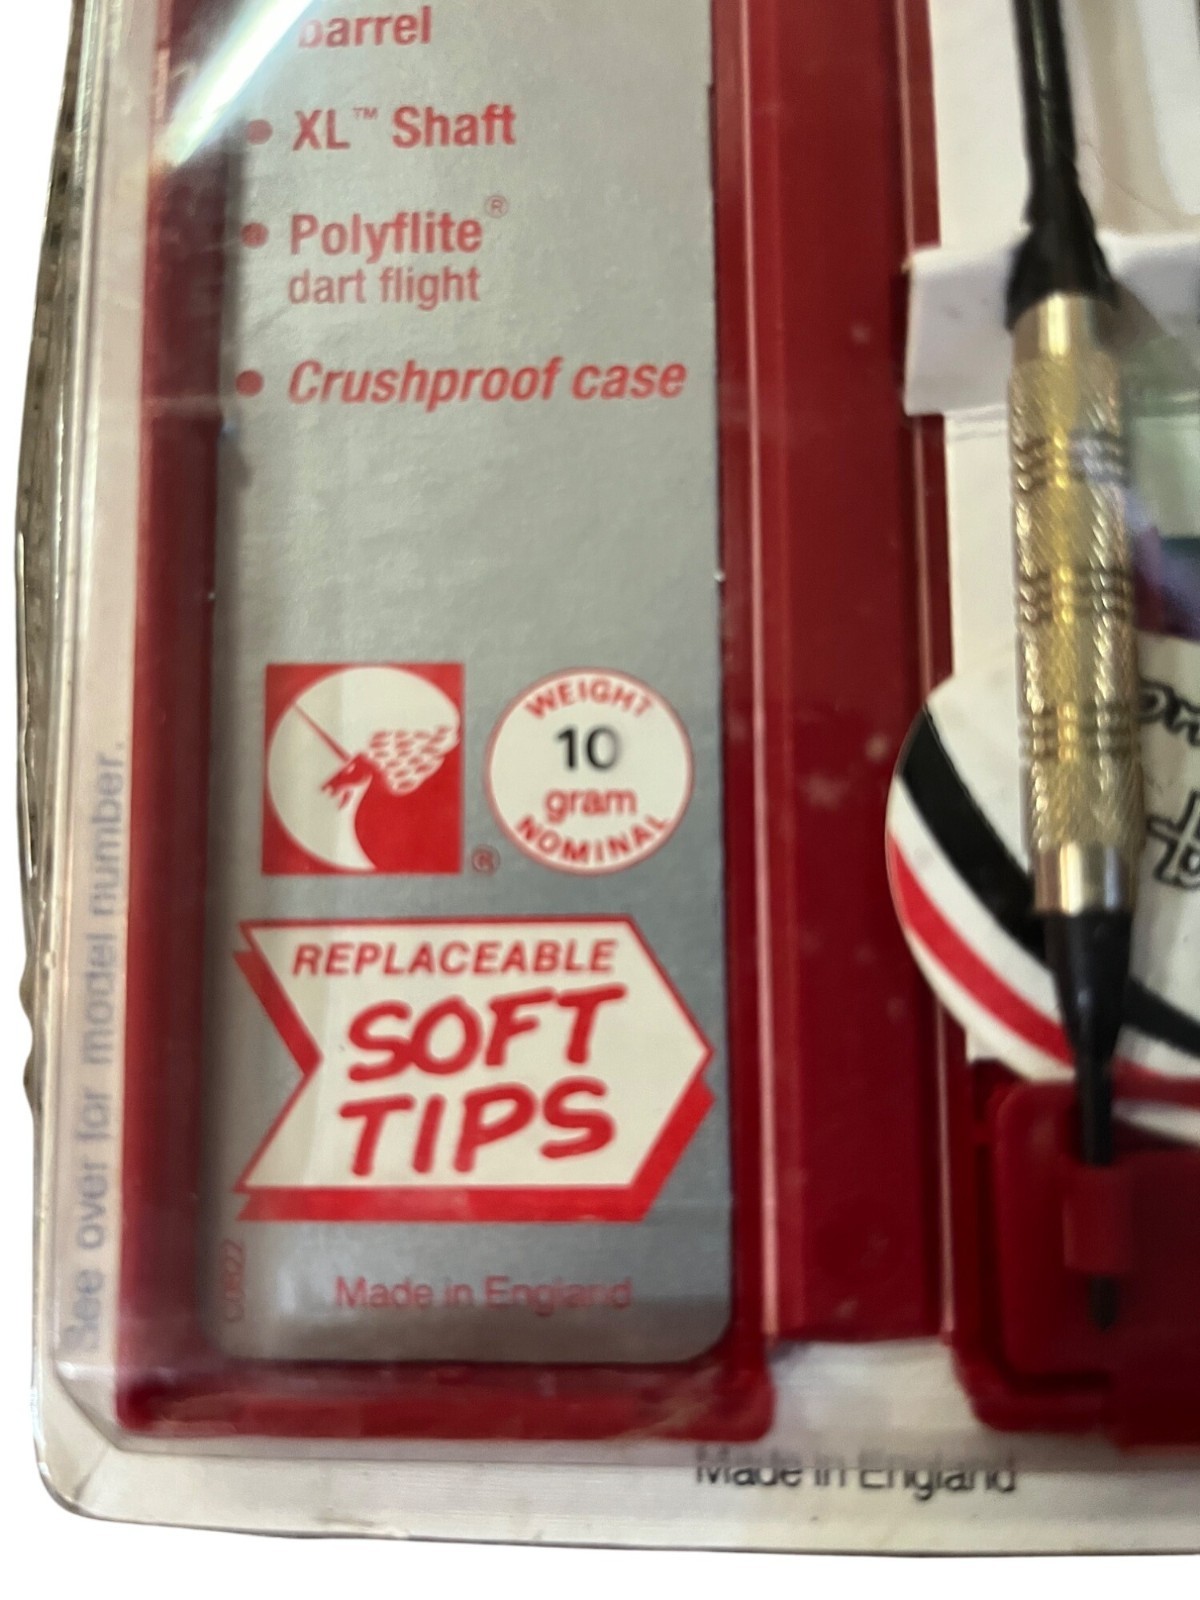 barrel
• XL™ Shaft
• Polyflite®
dart flight
• Crushproof case
®
WEIGHT
10
gram
NOMINAL
REPLACEABLE
SOFT
TIPS
Made in England
See over for model number.
Made in England